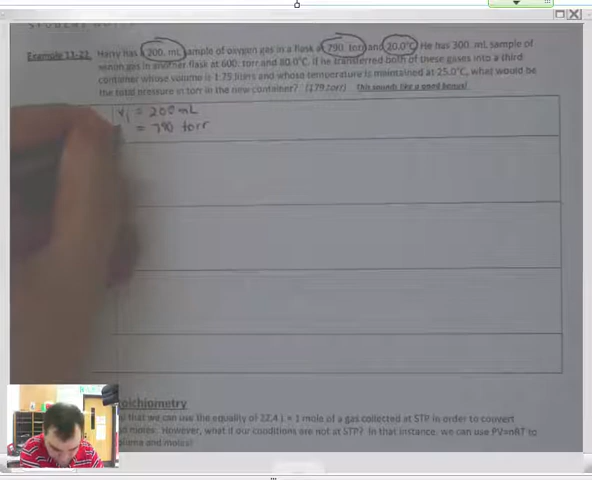 STUDENT NOTES
Example 11-22. Harry has a 200. mL sample of oxygen gas in a flask at 790. torr and 20.0°C. He has 300. mL sample of
xenon gas in another flask at 600. torr and 80.0°C. If he transferred both of these gases into a third
container whose volume is 1.75 liters and whose temperature is maintained at 25.0°C, what would be
the total pressure in torr in the new container? (179 torr) This sounds like a good bonus!
V1 = 200 mL
= 790 torr
oichiometry
that we can use the equality of 22.4 L = 1 mole of a gas collected at STP in order to convert
moles. However, what if our conditions are not at STP? In that instance, we can use PV=nRT to
and moles!